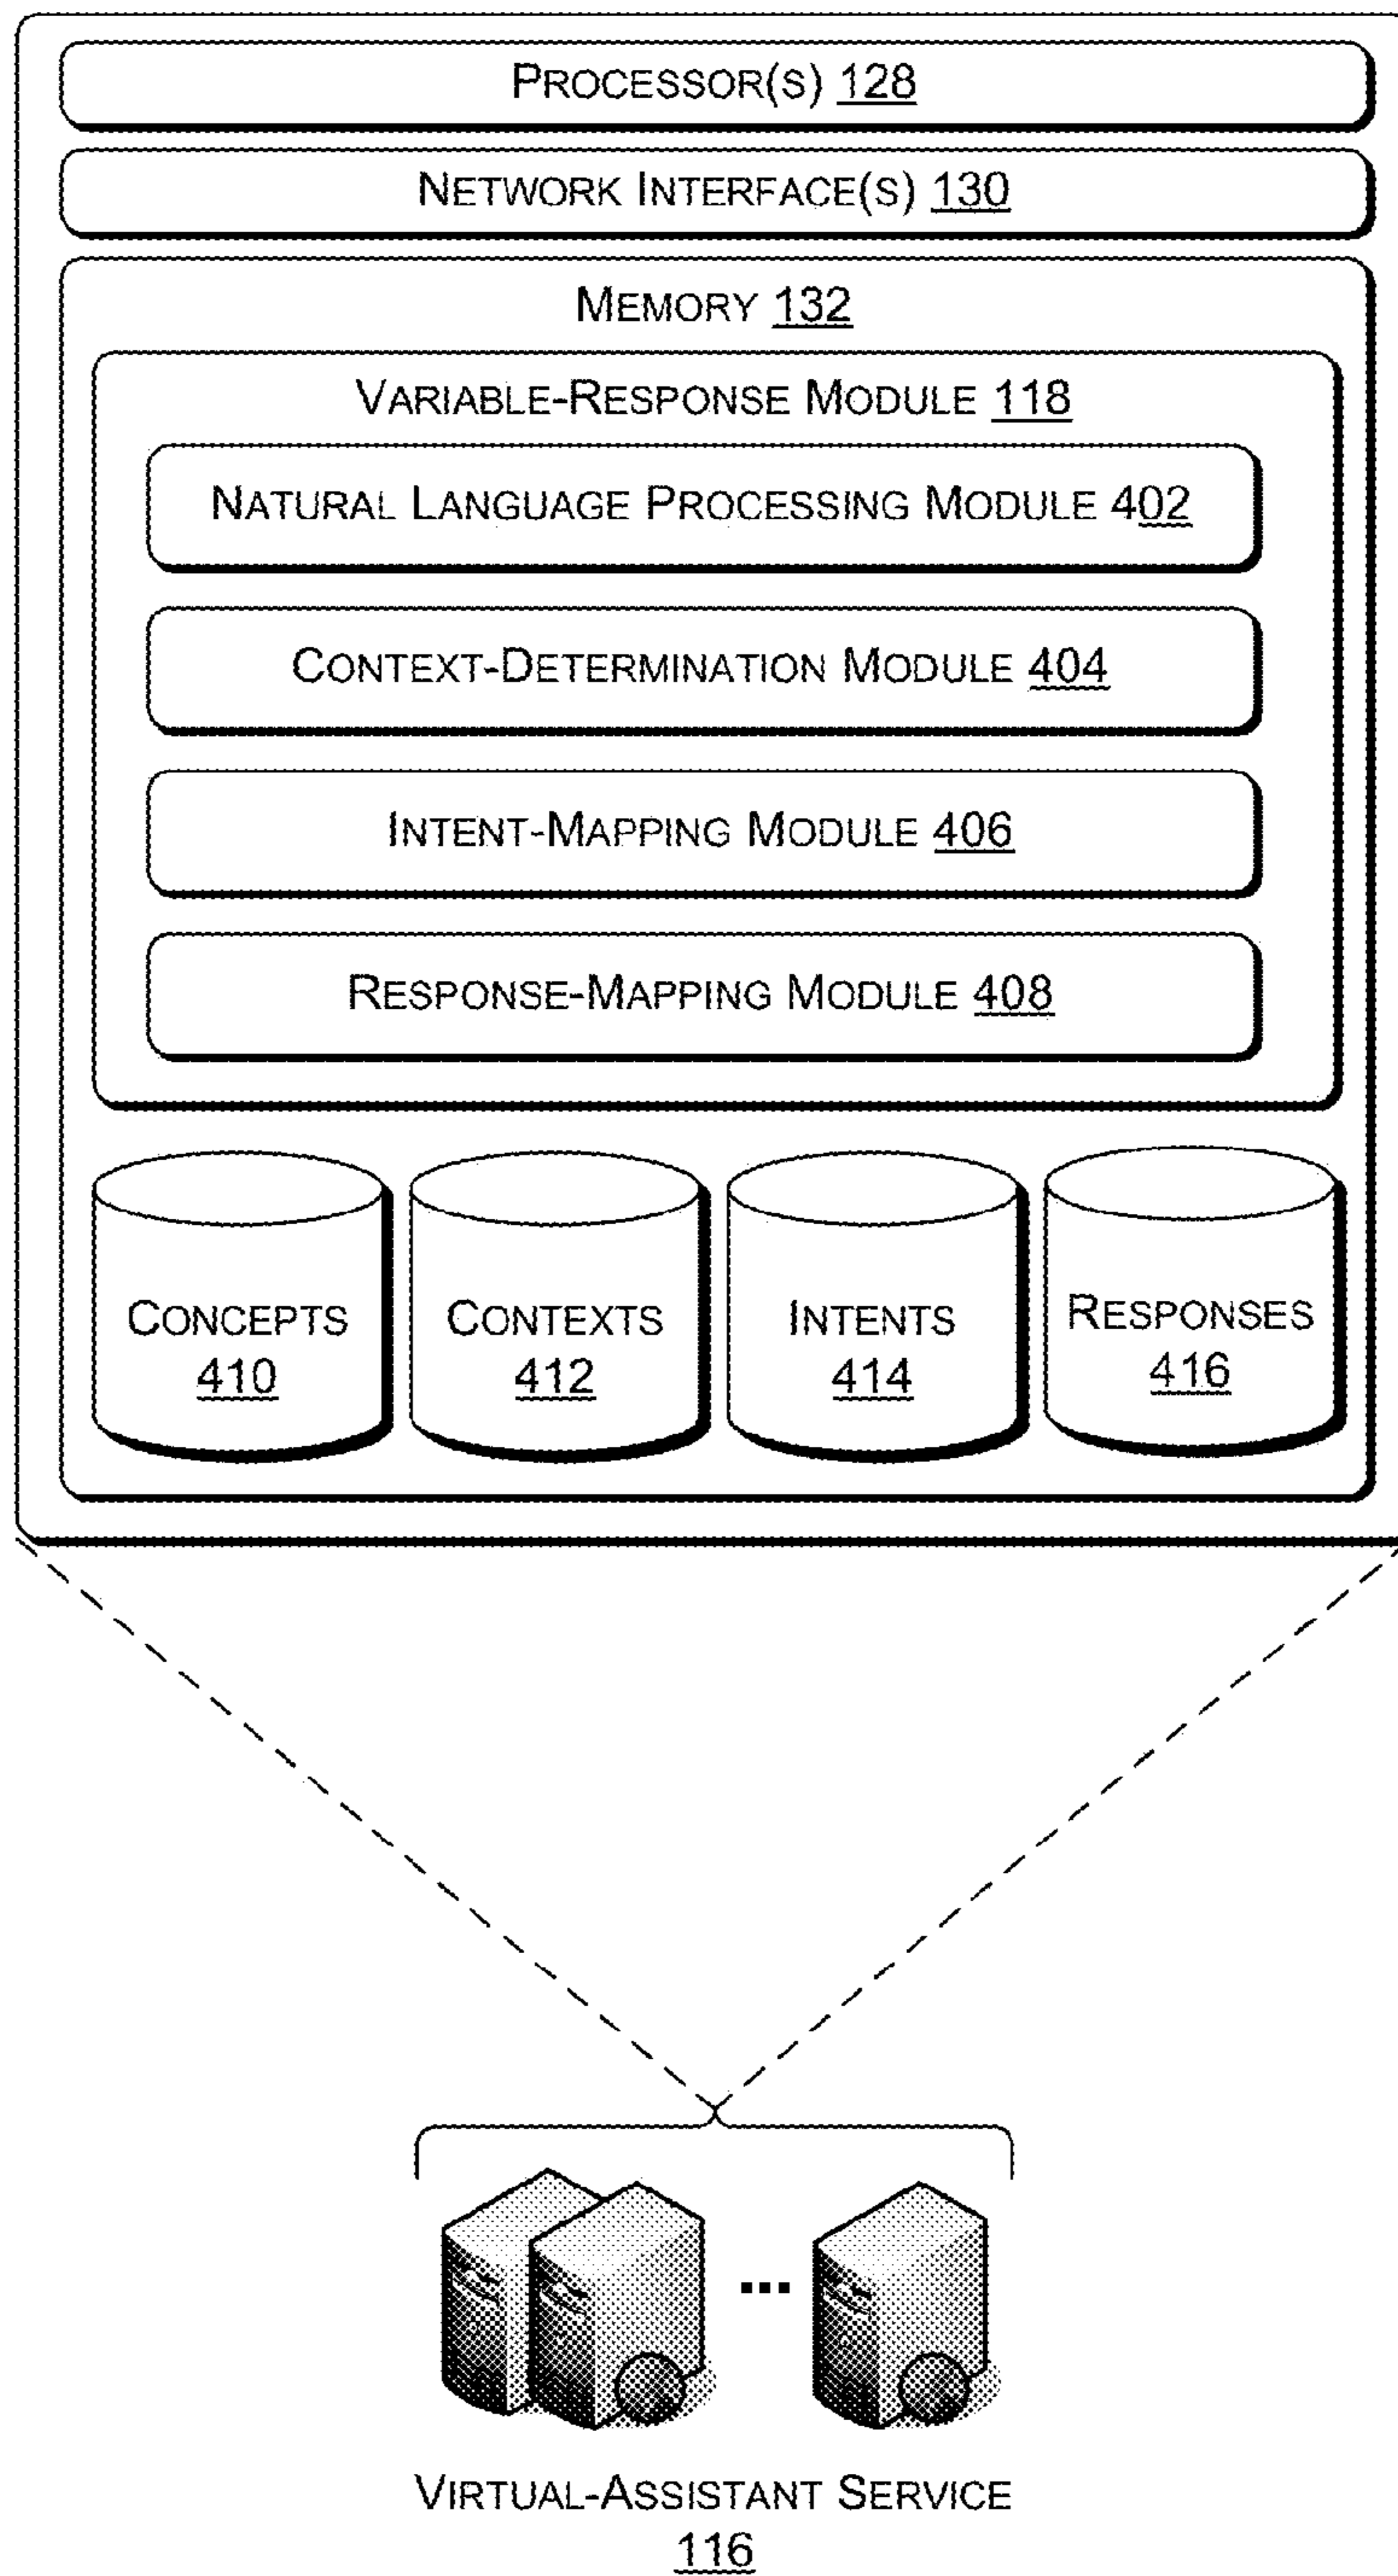 PROCESSOR(S) 128
NETWORK INTERFACE(S) 130
MEMORY 132
VARIABLE-RESPONSE MODULE 118
NATURAL LANGUAGE PROCESSING MODULE 402
CONTEXT-DETERMINATION MODULE 404
INTENT-MAPPING MODULE 406
RESPONSE-MAPPING MODULE 408
CONCEPTS
410
CONTEXTS
412
INTENTS
414
RESPONSES
416
...
VIRTUAL-ASSISTANT SERVICE
116